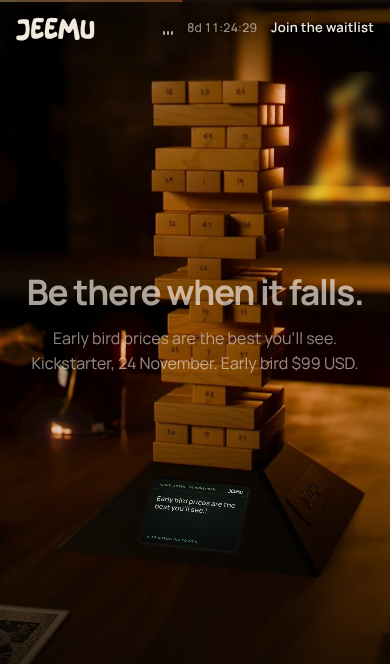 JEEMU
... 8d 11:24:29 Join the waitlist
Be there when it falls.
Early bird prices are the best you'll see.
Kickstarter, 24 November. Early bird $99 USD.
JEEMU
Early bird prices are the
best you'll see.